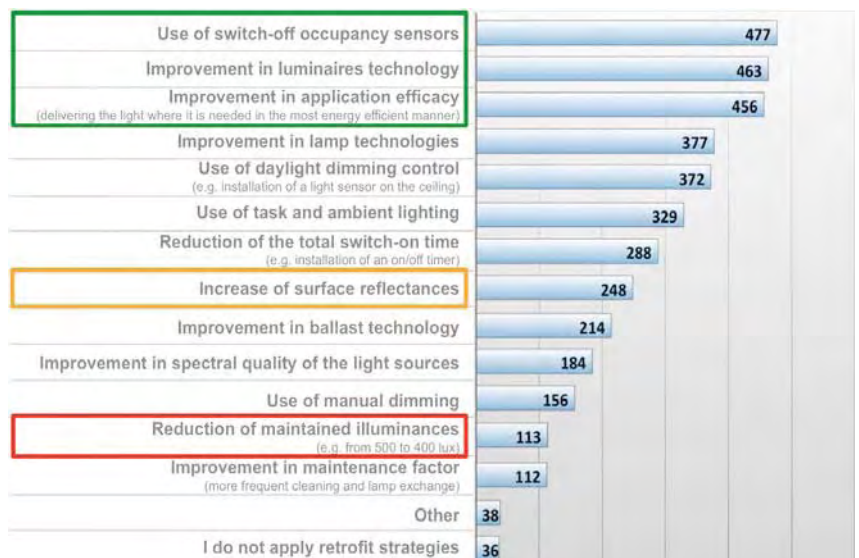 Use of switch-off occupancy sensors
477
Improvement in luminaires technology
463
Improvement in application efficacy
(delivering the light where it is needed in the most energy efficient manner)
456
Improvement in lamp technologies
377
Use of daylight dimming control
(e.g. installation of a light sensor on the ceiling)
372
Use of task and ambient lighting
329
Reduction of the total switch-on time
(e.g. installation of an on/off timer)
288
Increase of surface reflectances
248
Improvement in ballast technology
214
Improvement in spectral quality of the light sources
184
Use of manual dimming
156
Reduction of maintained illuminances
(e.g. from 500 to 400 lux)
113
Improvement in maintenance factor
(more frequent cleaning and lamp exchange)
112
Other
38
I do not apply retrofit strategies
36